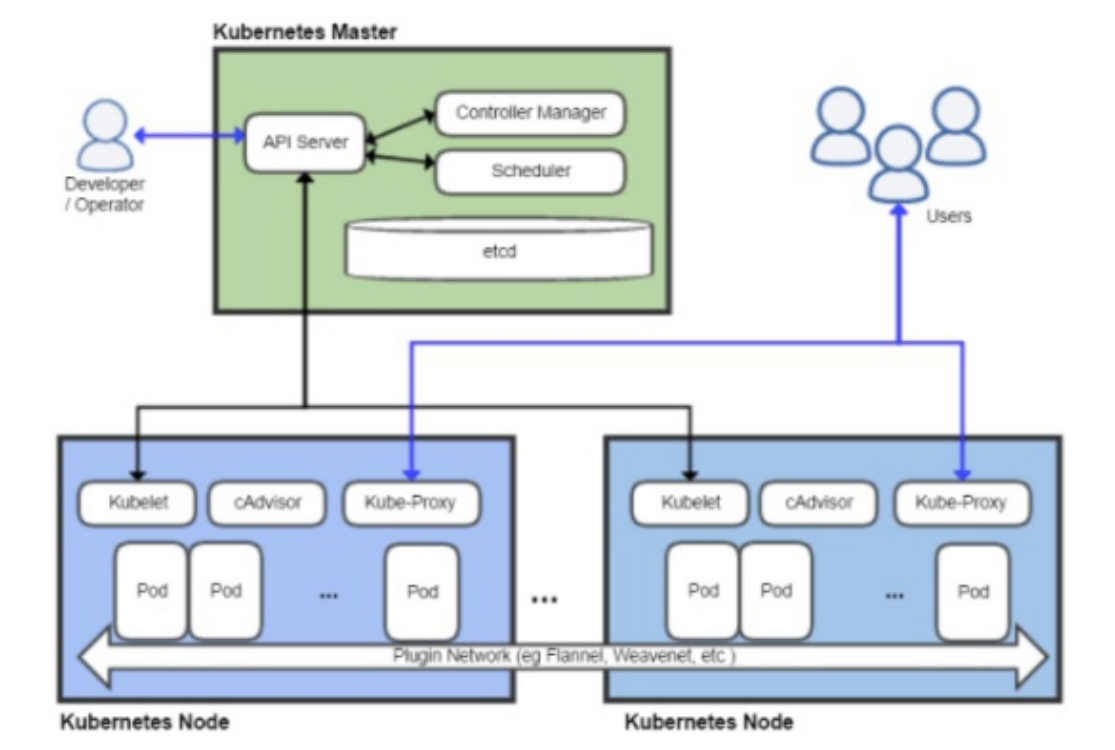 Kubernetes Master
API Server
Controller Manager
Scheduler
etcd
Developer
/ Operator
Users
Kubelet
cAdvisor
Kube-Proxy
Pod
Pod
...
Pod
...
Kubelet
cAdvisor
Kube-Proxy
Pod
Pod
...
Pod
Plugin Network (eg Flannel, Weavenet, etc )
Kubernetes Node
Kubernetes Node